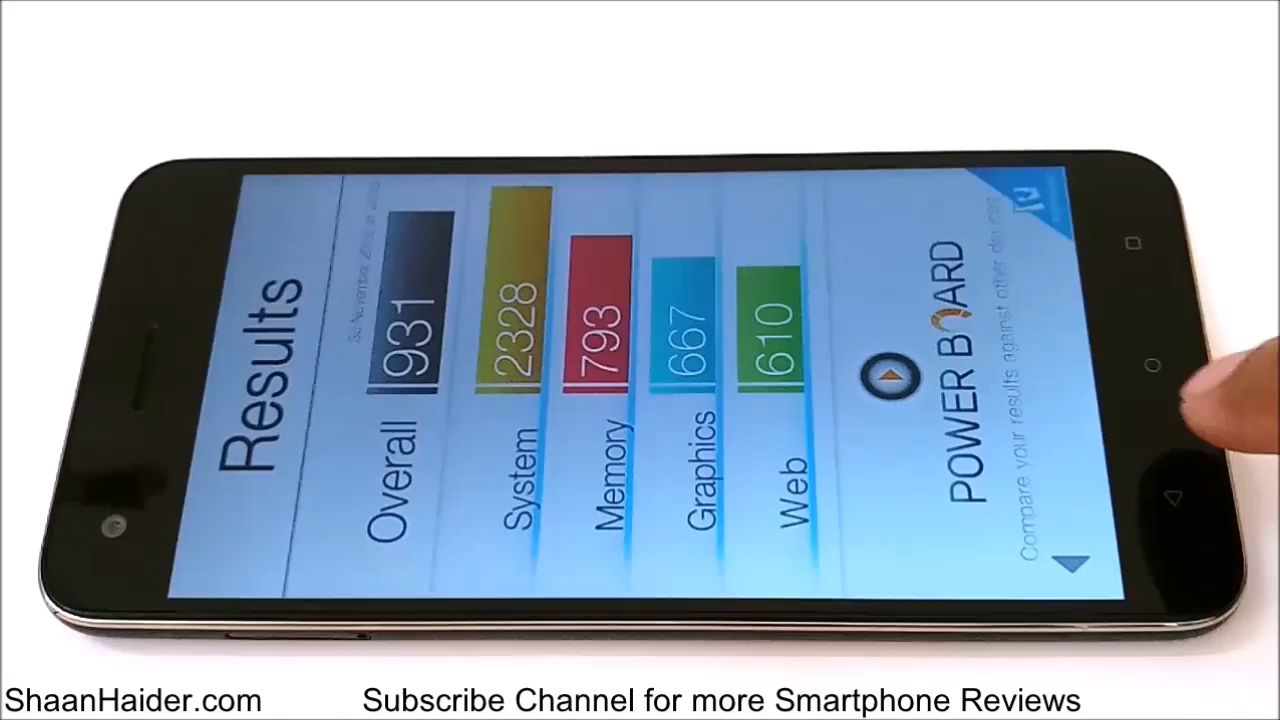 Results
Overall 931
System 2328
Memory 793
Graphics 667
Web 610
POWER B ARD
Compare your results against other devices
ShaanHaider.com
Subscribe Channel for more Smartphone Reviews